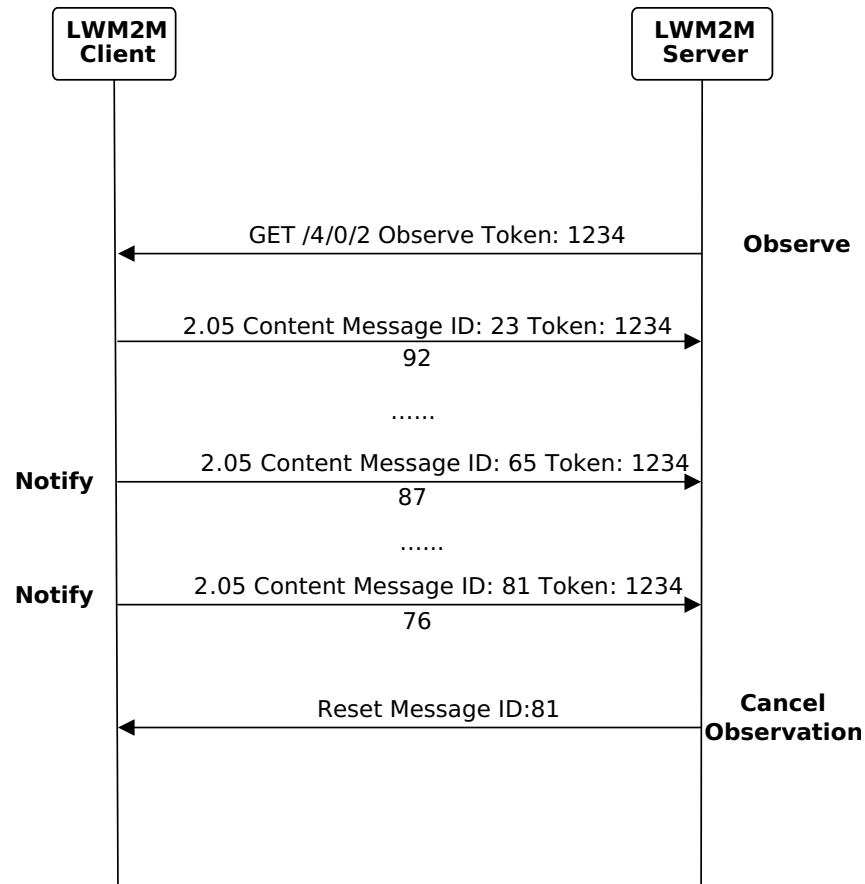 LWM2M
Client
LWM2M
Server
GET /4/0/2 Observe Token: 1234
Observe
2.05 Content Message ID: 23 Token: 1234
92
......
2.05 Content Message ID: 65 Token: 1234
Notify
87
......
2.05 Content Message ID: 81 Token: 1234
Notify
76
Reset Message ID:81
Cancel
Observation